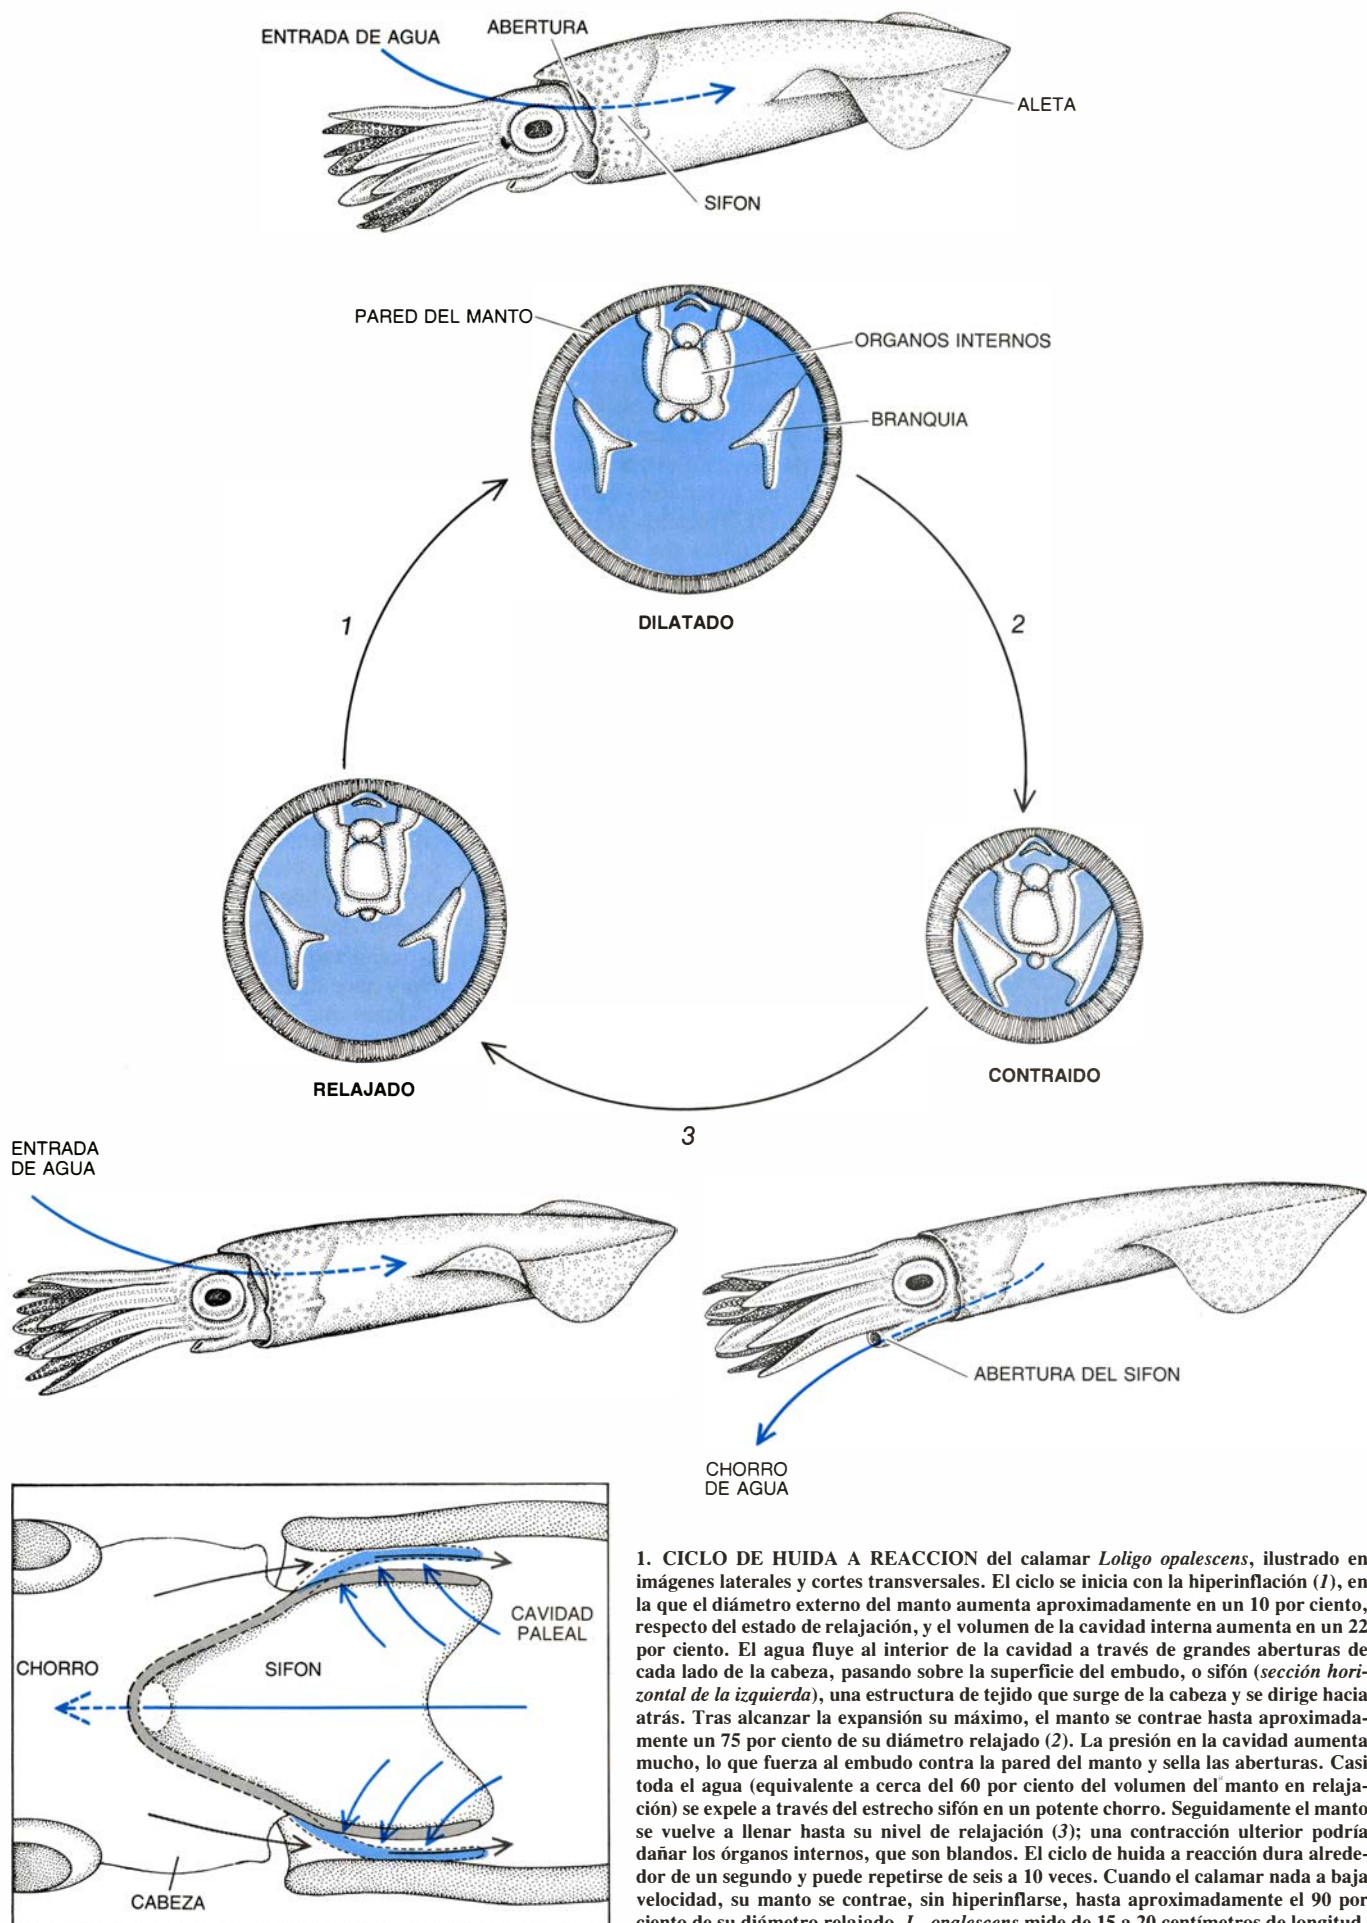 ENTRADA DE AGUA
ABERTURA
ALETA
SIFON
PARED DEL MANTO
ORGANOS INTERNOS
BRANQUIA
DILATADO
1
2
RELAJADO
CONTRAIDO
3
ENTRADA
DE AGUA
ABERTURA DEL SIFON
CHORRO
DE AGUA
CHORRO
SIFON
CAVIDAD
PALEAL
CABEZA
1. CICLO DE HUIDA A REACCION del calamar Loligo opalescens, ilustrado en
imágenes laterales y cortes transversales. El ciclo se inicia con la hiperinflación (1), en
la que el diámetro externo del manto aumenta aproximadamente en un 10 por ciento,
respecto del estado de relajación, y el volumen de la cavidad interna aumenta en un 22
por ciento. El agua fluye al interior de la cavidad a través de grandes aberturas de
cada lado de la cabeza, pasando sobre la superficie del embudo, o sifón (sección hori-
zontal de la izquierda), una estructura de tejido que surge de la cabeza y se dirige hacia
atrás. Tras alcanzar la expansión su máximo, el manto se contrae hasta aproximada-
mente un 75 por ciento de su diámetro relajado (2). La presión en la cavidad aumenta
mucho, lo que fuerza al embudo contra la pared del manto y sella las aberturas. Casi
toda el agua (equivalente a cerca del 60 por ciento del volumen del manto en relaja-
ción) se expele a través del estrecho sifón en un potente chorro. Seguidamente el manto
se vuelve a llenar hasta su nivel de relajación (3); una contracción ulterior podría
dañar los órganos internos, que son blandos. El ciclo de huida a reacción dura alrede-
dor de un segundo y puede repetirse de seis a 10 veces. Cuando el calamar nada a baja
velocidad, su manto se contrae, sin hiperinflarse, hasta aproximadamente el 90 por
ciento de su diámetro relajado. L. opalescens mide de 15 a 20 centímetros de longitud.